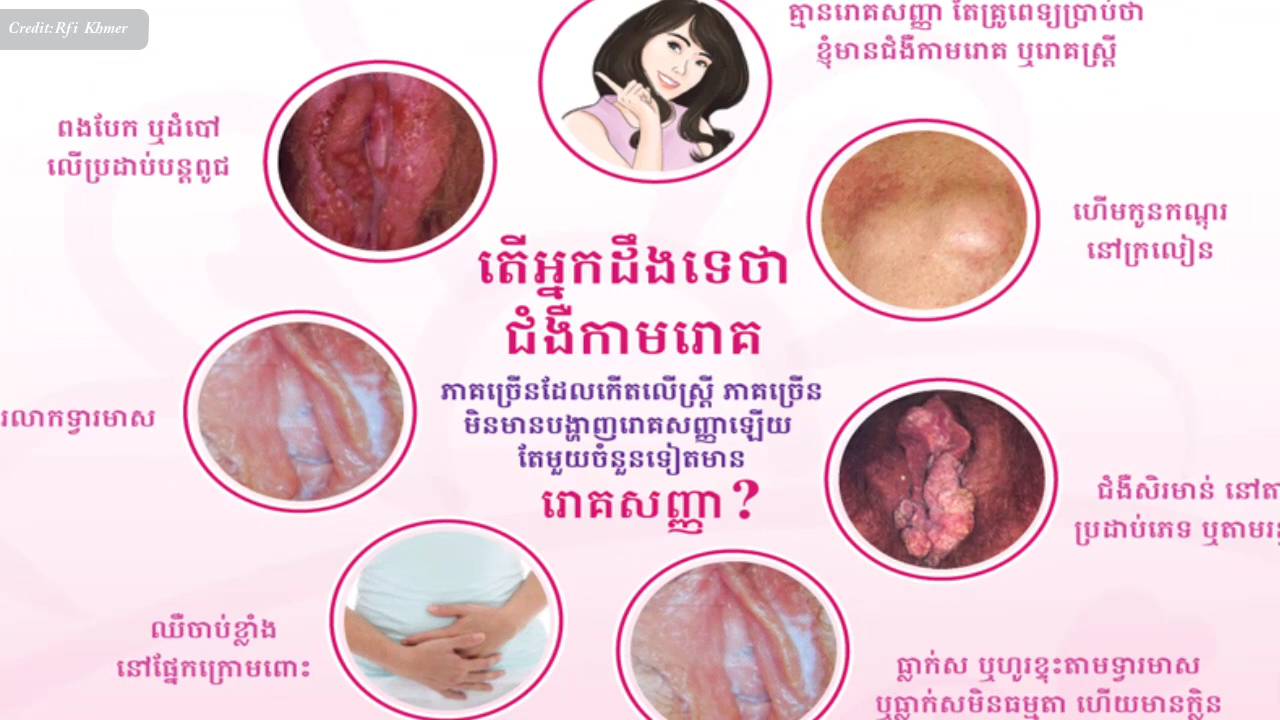 Credit:Rfi Khmer
គ្មានរោគសញ្ញា តែគ្រូពេទ្យប្រាប់ថា
ខ្ញុំមានជំងឺកាមរោគ ឬរោគស្ត្រី
ពងបែក ឬដំបៅ
លើប្រដាប់បន្តពូជ
ហើមកូនកណ្តុរ
នៅក្រលៀន
តើអ្នកដឹងទេថា
ជំងឺកាមរោគ
ភាគច្រើនដែលកើតលើស្ត្រី ភាគច្រើន
មិនមានបង្ហាញរោគសញ្ញាឡើយ
តែមួយចំនួនទៀតមាន
រោគសញ្ញា ?
រលាកទ្វារមាស
ជំងឺសិរមាន់ នៅតា
ប្រដាប់ភេទ ឬតាម
ឈឺចាប់ខ្លាំង
នៅផ្នែកក្រោមពោះ
ធ្លាក់ស ឬហូរខ្ទុះតាមទ្វារមាស
ឬធ្លាក់សមិនធម្មតា ហើយមានក្លិន